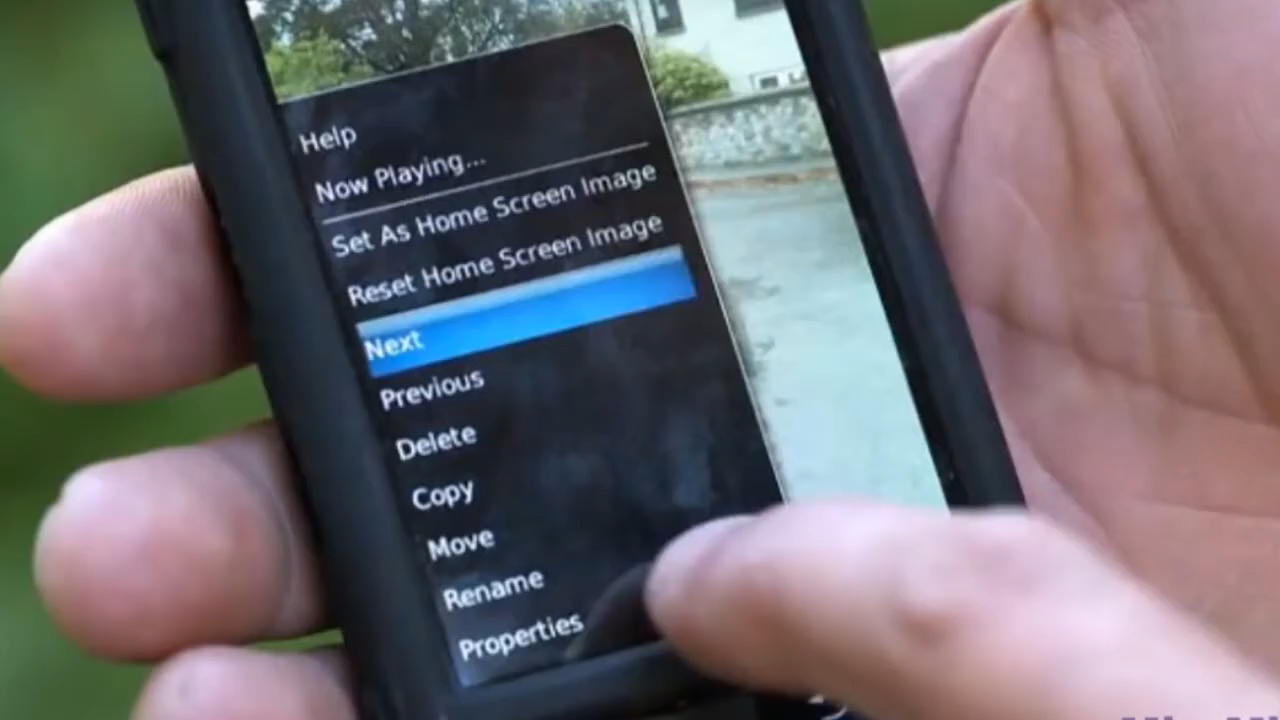 Help
Now Playing...
Set As Home Screen Image
Reset Home Screen Image
Next
Previous
Delete
Copy
Move
Rename
Properties